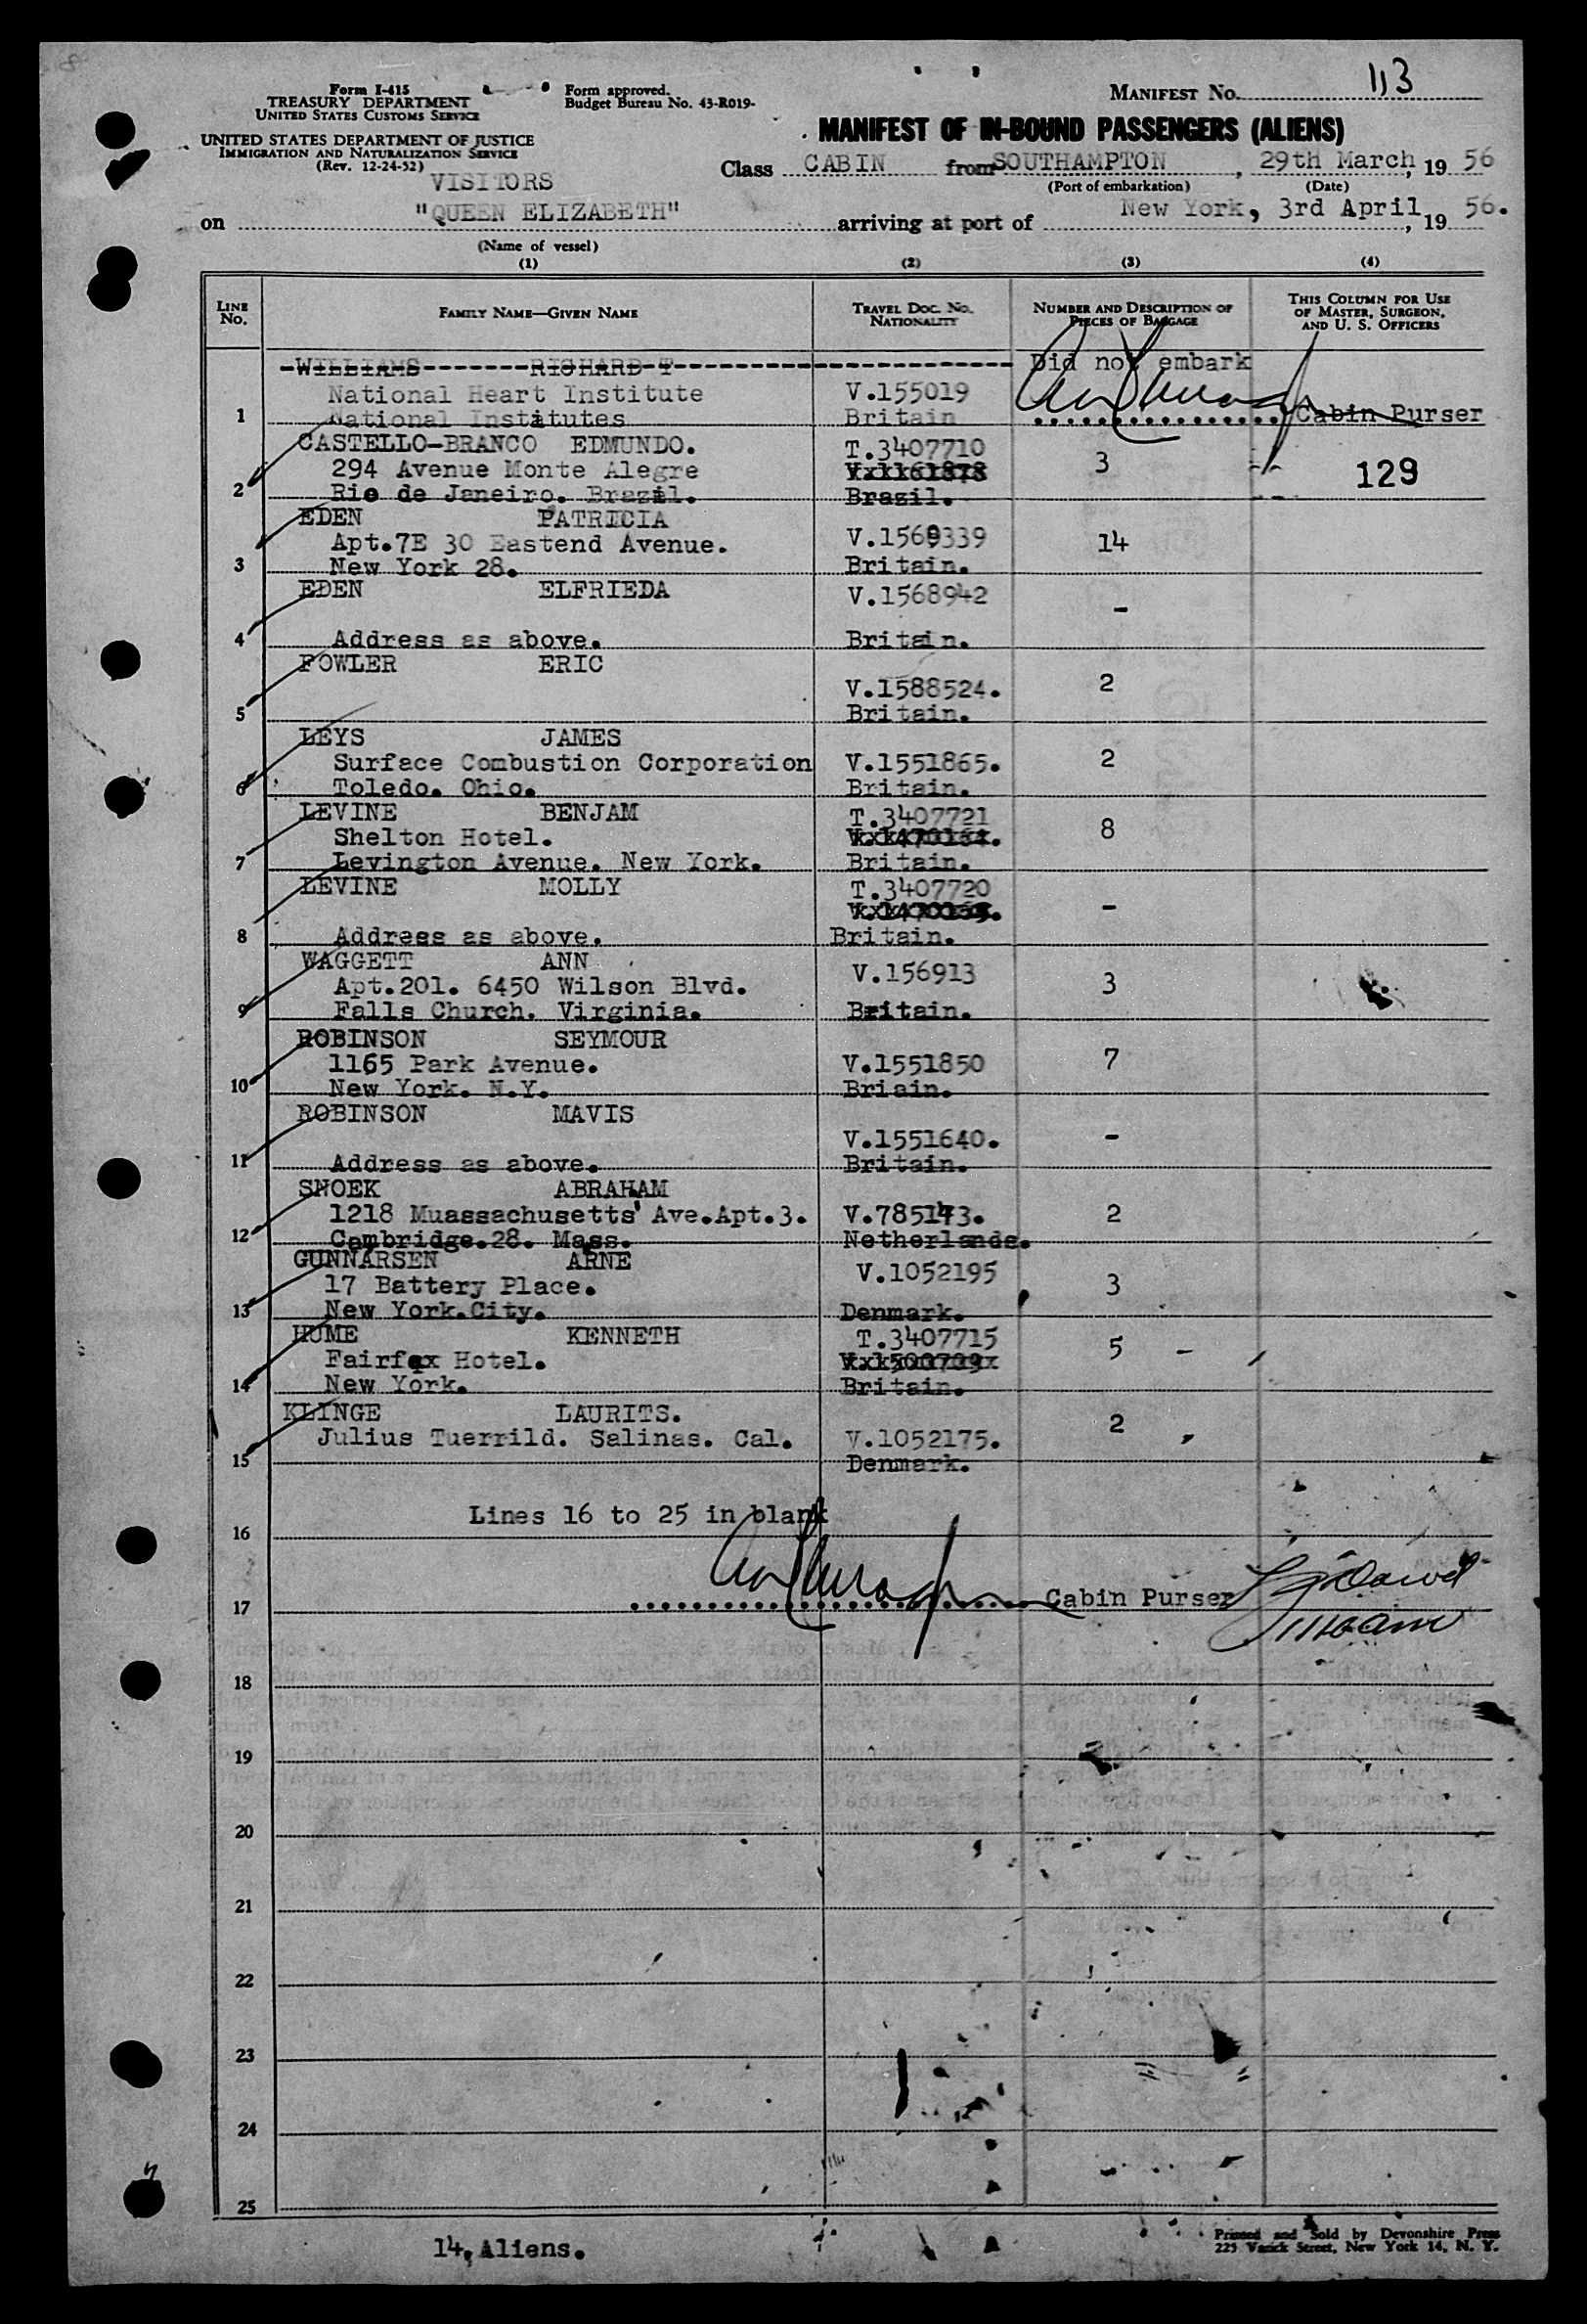 Form I-415
TREASURY DEPARTMENT
UNITED STATES CUSTOMS SERVICE
Form approved.
Budget Bureau No. 43-R019-
MANIFEST No. 113
UNITED STATES DEPARTMENT OF JUSTICE
IMMIGRATION AND NATURALIZATION SERVICE
(Rev. 12-24-52)
MANIFEST OF IN-BOUND PASSENGERS (ALIENS)
VISITORS
Class CABIN from SOUTHAMPTON, 29th March, 19 56
(Port of embarkation) (Date)
on "QUEEN ELIZABETH" arriving at port of New York, 3rd April, 19 56.
(Name of vessel)
(1) (2) (3) (4)
LINE No. FAMILY NAME—GIVEN NAME TRAVEL DOC. No. NATIONALITY NUMBER AND DESCRIPTION OF PIECES OF BAGGAGE THIS COLUMN FOR USE OF MASTER, SURGEON, AND U. S. OFFICERS
WILLIAMS RICHARD T Did not embark
National Heart Institute V.155019
1 National Institutes Britain Cabin Purser
CASTELLO-BRANCO EDMUNDO. T.3407710
294 Avenue Monte Alegre 3 129
2 Rio de Janeiro. Brazil. Brasil.
EDEN PATRICIA
Apt.7E 30 Eastend Avenue. V.1569339 14
3 New York 28. Britain.
EDEN ELFRIEDA V.1568942 -
4 Address as above. Britain.
FOWLER ERIC
V.1588524. 2
5 Britain.
LEYS JAMES
Surface Combustion Corporation V.1551865. 2
6 Toledo. Ohio. Britain.
LEVINE BENJAM T.3407721
Shelton Hotel. 8
7 Levington Avenue. New York. Britain.
LEVINE MOLLY T.3407720
-
8 Address as above. Britain.
WAGGETT ANN V.156913
Apt.201. 6450 Wilson Blvd. 3
9 Falls Church. Virginia. Britain.
ROBINSON SEYMOUR
1165 Park Avenue. V.1551850 7
10 New York. N.Y. Briain.
ROBINSON MAVIS
V.1551640. -
11 Address as above. Britain.
SNOEK ABRAHAM
1218 Muassachusetts' Ave.Apt.3. V.785143. 2
12 Cambridge.28. Mass. Netherlands.
GUNNARSEN ARNE V.1052195
17 Battery Place. 3
13 New York.City. Denmark.
HUME KENNETH T.3407715
Fairfax Hotel. 5 -
14 New York. Britain.
KLINGE LAURITS. 2
Julius Tuerrild. Salinas. Cal. V.1052175.
15 Denmark.
Lines 16 to 25 in blank
16
17 Cabin Purser
18
19
20
21
22
23
24
25
14, Aliens.
Printed and Sold by Devonshire Press
225 Varick Street, New York 14, N. Y.